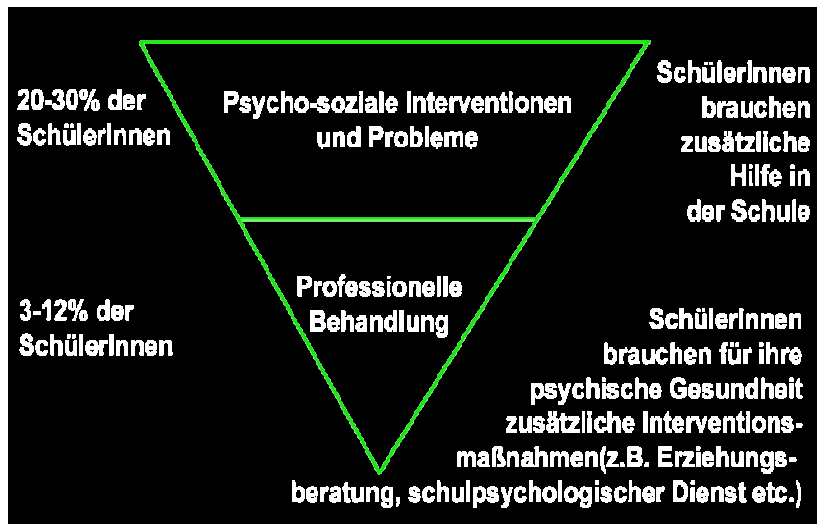 20-30% der
SchülerInnen
Psycho-soziale Interventionen
und Probleme
SchülerInnen
brauchen
zusätzliche
Hilfe in
der Schule
3-12% der
SchülerInnen
Professionelle
Behandlung
SchülerInnen
brauchen für ihre
psychische Gesundheit
zusätzliche Interventions-
maßnahmen(z.B. Erziehungs-
beratung, schulpsychologischer Dienst etc.)